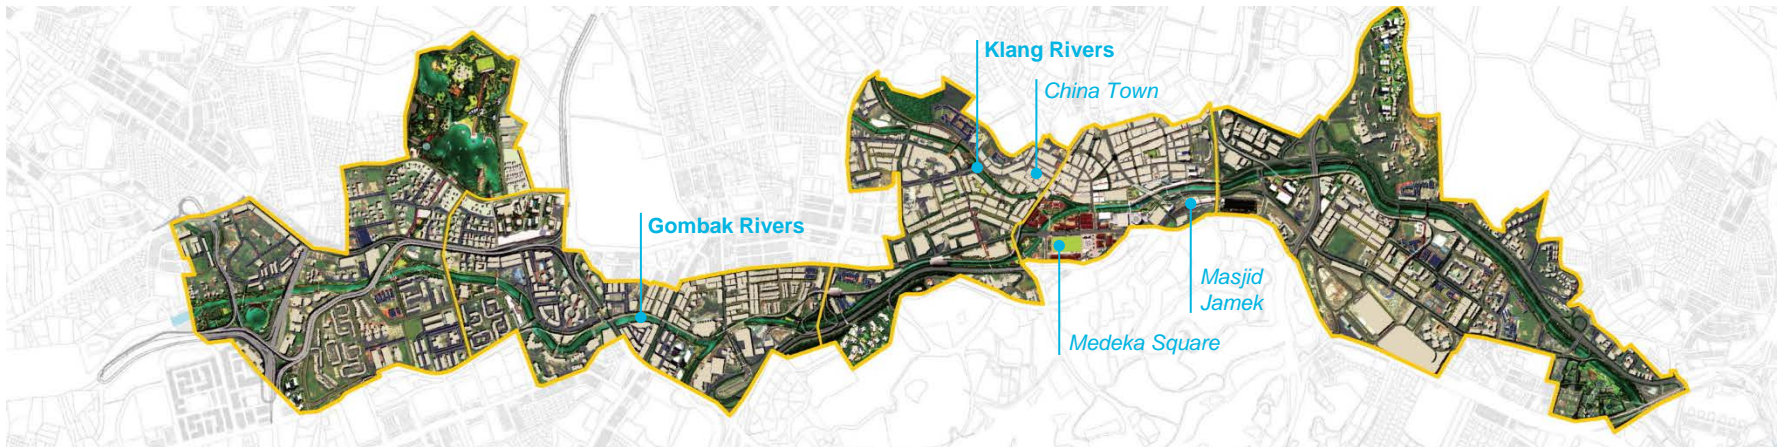 Klang Rivers
China Town
Gombak Rivers
Masjid
Jamek
Medeka Square